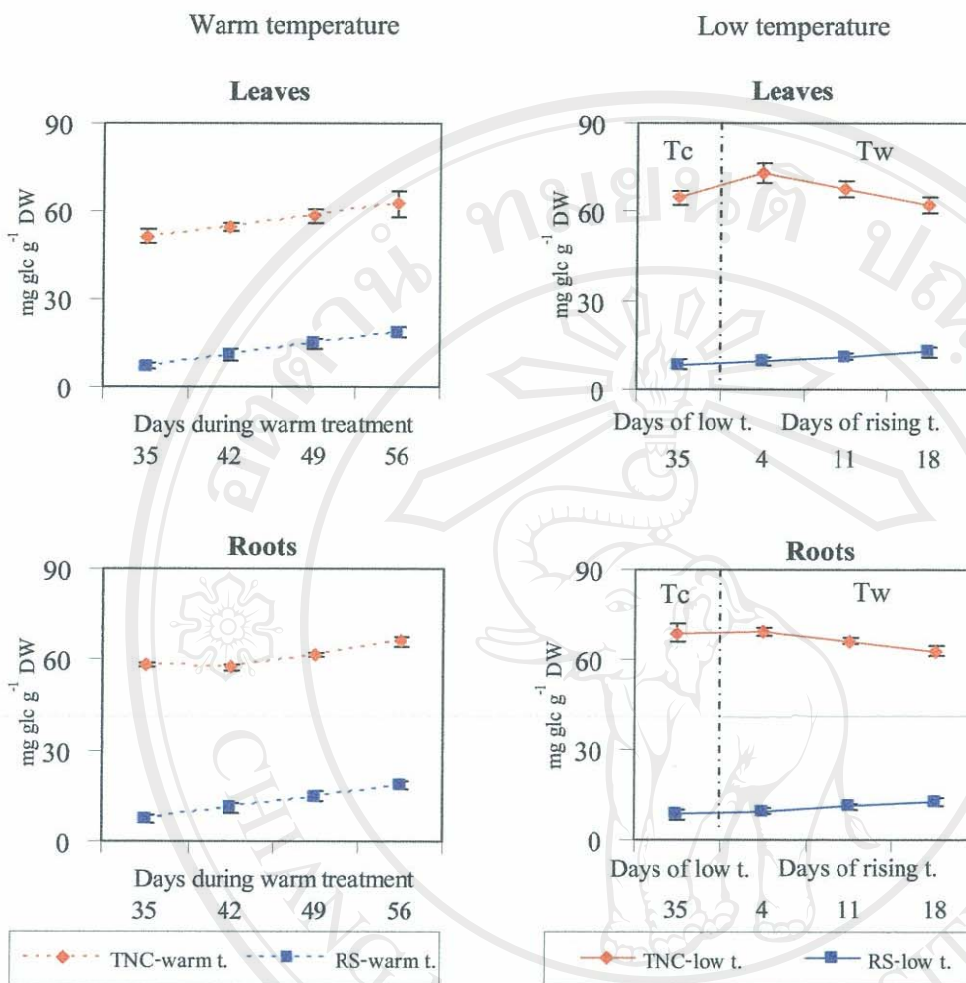 Warm temperature
Low temperature
Leaves
90
60
30
0
mg glc g⁻¹ DW
Days during warm treatment
35 42 49 56
Leaves
90
60
30
0
mg glc g⁻¹ DW
Tc Tw
Days of low t. Days of rising t.
35 4 11 18
Roots
90
60
30
0
mg glc g⁻¹ DW
Days during warm treatment
35 42 49 56
TNC-warm t. RS-warm t.
Roots
90
60
30
0
mg glc g⁻¹ DW
Tc Tw
Days of low t. Days of rising t.
35 4 11 18
TNC-low t. RS-low t.
CHIANG